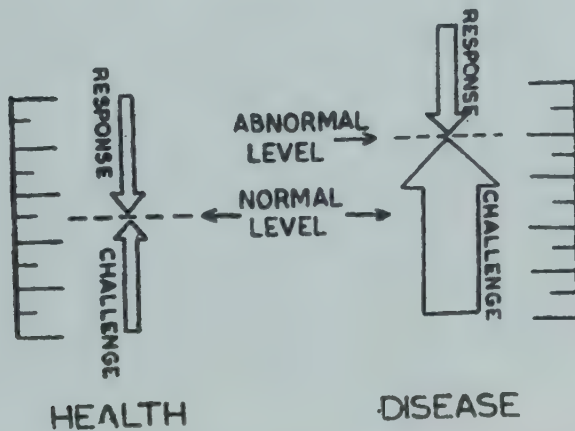 RESPONSE
CHALLENGE
ABNORMAL
LEVEL
NORMAL
LEVEL
RESPONSE
CHALLENGE
HEALTH
DISEASE